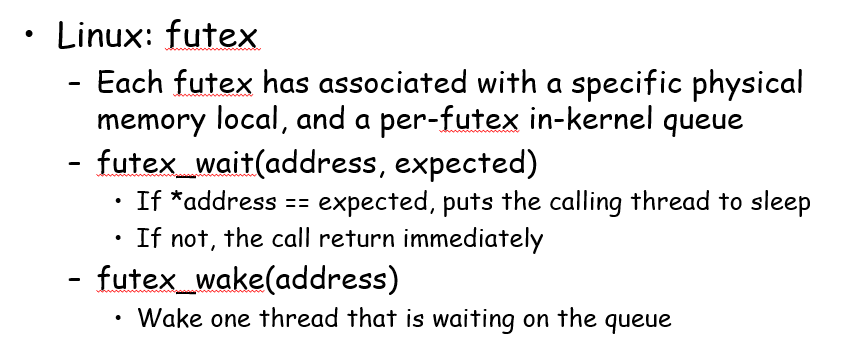 • Linux: futex
– Each futex has associated with a specific physical
memory local, and a per-futex in-kernel queue
– futex_wait(address, expected)
• If *address == expected, puts the calling thread to sleep
• If not, the call return immediately
– futex_wake(address)
• Wake one thread that is waiting on the queue